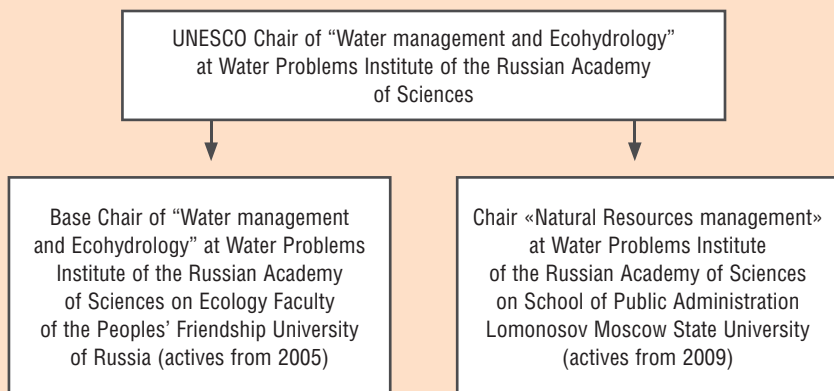 UNESCO Chair of “Water management and Ecohydrology”
at Water Problems Institute of the Russian Academy
of Sciences
Base Chair of “Water management
and Ecohydrology” at Water Problems
Institute of the Russian Academy
of Sciences on Ecology Faculty
of the Peoples’ Friendship University
of Russia (actives from 2005)
Chair «Natural Resources management»
at Water Problems Institute
of the Russian Academy of Sciences
on School of Public Administration
Lomonosov Moscow State University
(actives from 2009)